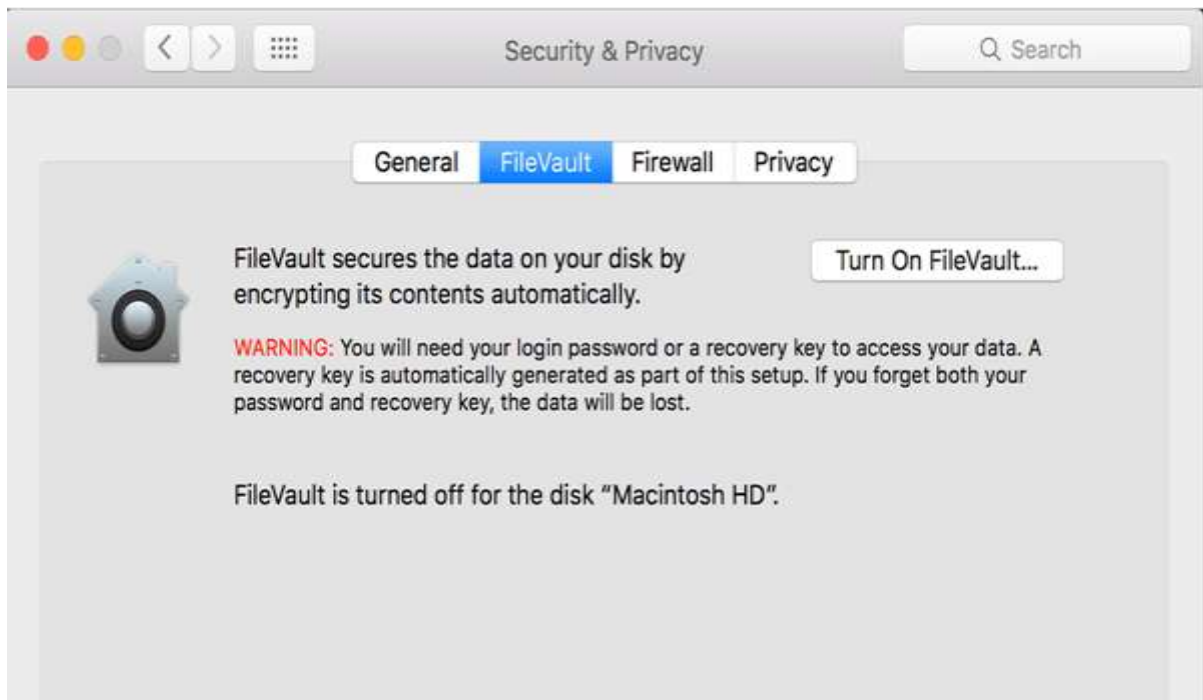 Security & Privacy
Search
General
FileVault
Firewall
Privacy
FileVault secures the data on your disk by
encrypting its contents automatically.
Turn On FileVault...
WARNING: You will need your login password or a recovery key to access your data. A
recovery key is automatically generated as part of this setup. If you forget both your
password and recovery key, the data will be lost.
FileVault is turned off for the disk “Macintosh HD”.